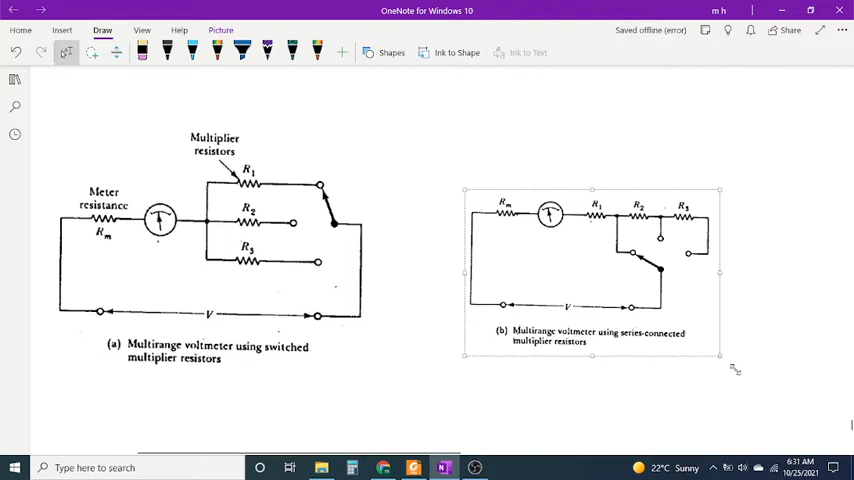 OneNote for Windows 10
m h
Home
Insert
Draw
View
Help
Picture
Saved offline (error)
Share
Shapes
Ink to Shape
Ink to Text
Multiplier
resistors
R1
Meter
resistance
Rm
R2
R3
V
(a) Multirange voltmeter using switched
multiplier resistors
Rm
R1
R2
R3
V
(b) Multirange voltmeter using series-connected
multiplier resistors
Type here to search
22°C Sunny
6:31 AM
10/25/2021